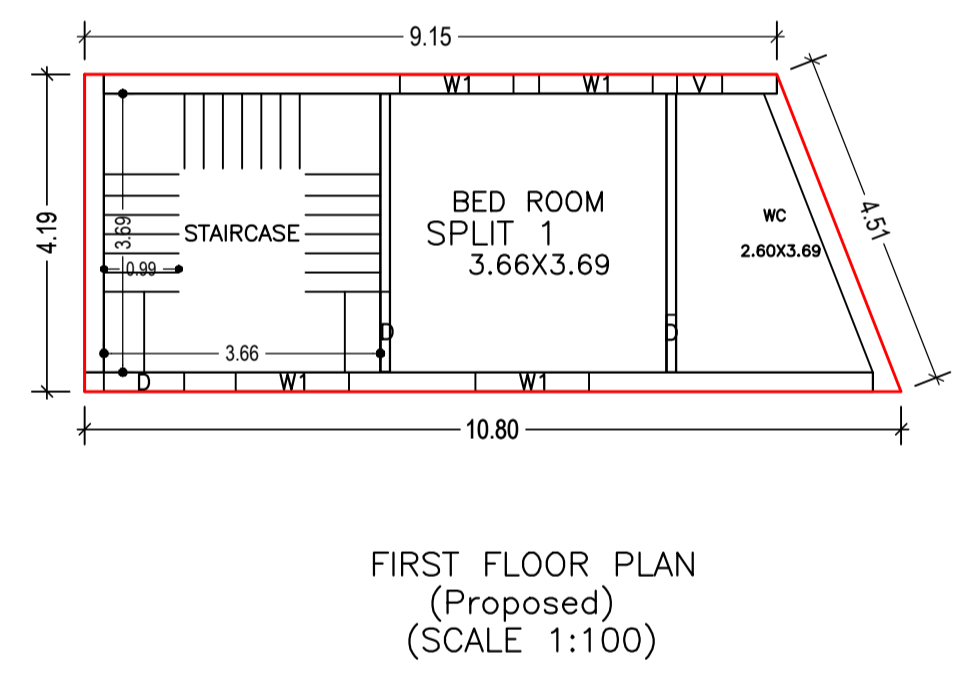 9.15
W1
W1
V
4.19
4.51
3.69
STAIRCASE
0.99
BED ROOM
SPLIT 1
3.66X3.69
WC
2.60X3.69
D
D
3.66
D
W1
W1
10.80
FIRST FLOOR PLAN
(Proposed)
(SCALE 1:100)